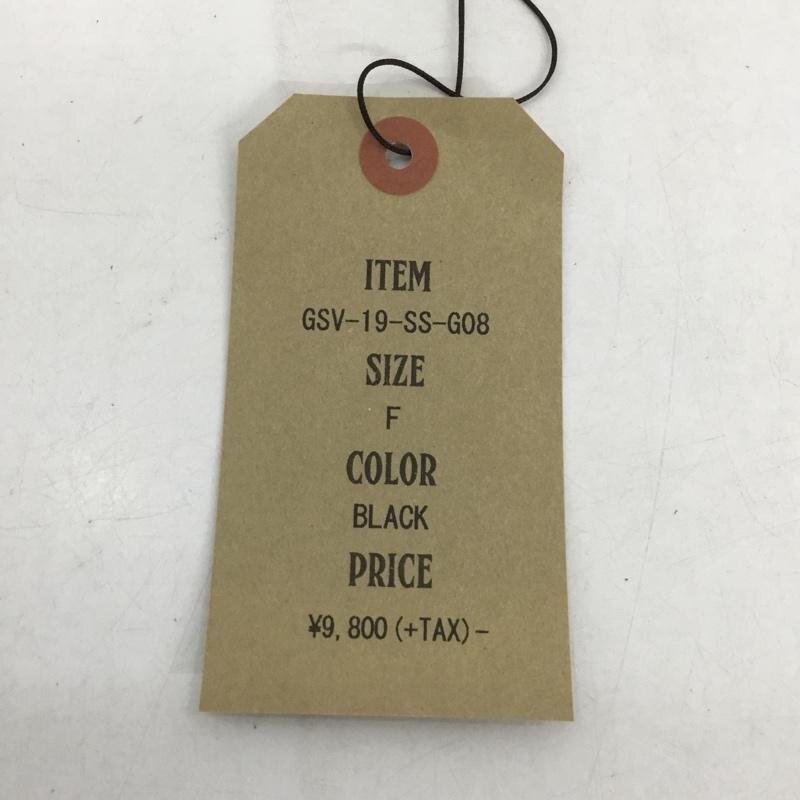 ITEM
GSV-19-SS-G08
SIZE
F
COLOR
BLACK
PRICE
¥9,800(+TAX)-